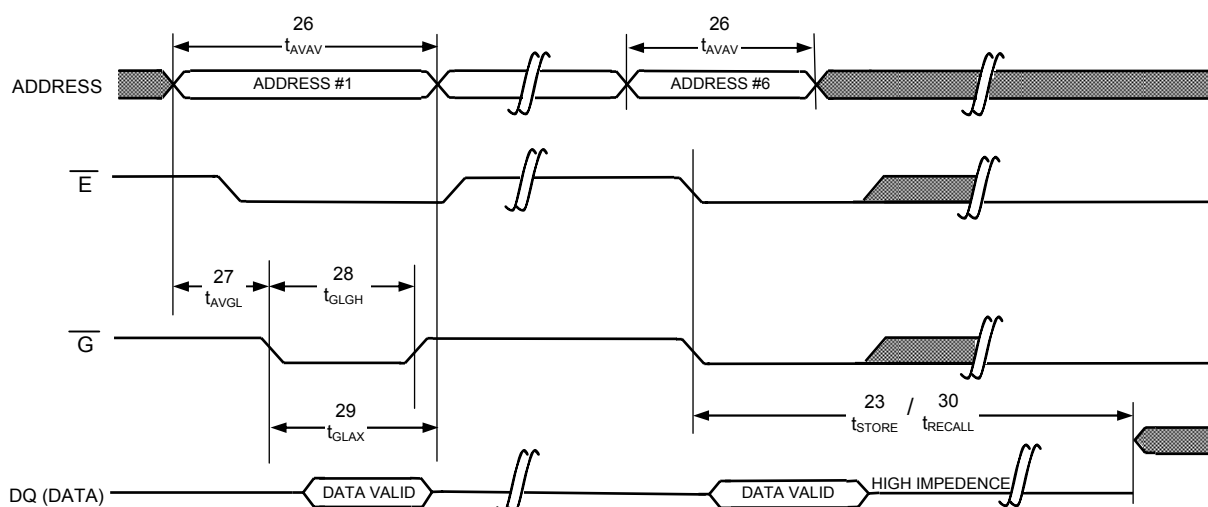 26 26
tAVAV tAVAV
ADDRESS ADDRESS #1 ADDRESS #6
E
27 28
tAVGL tGLGH
G
29 23 / 30
tGLAX tSTORE tRECALL
DQ (DATA) DATA VALID DATA VALID HIGH IMPEDENCE